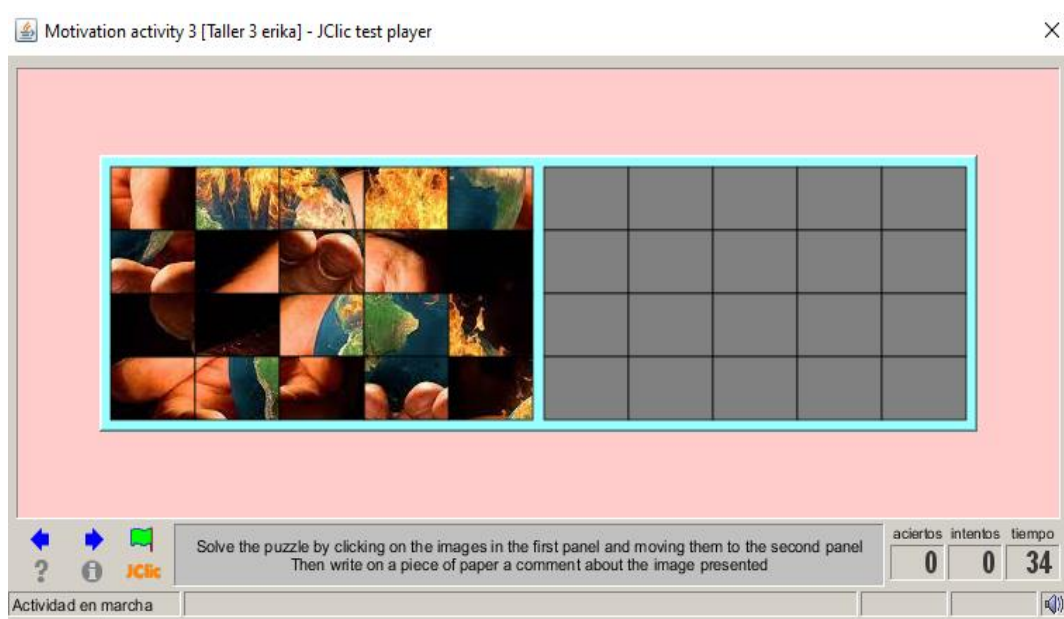 Motivation activity 3 [Taller 3 erika] - JClic test player
Solve the puzzle by clicking on the images in the first panel and moving them to the second panel
Then write on a piece of paper a comment about the image presented
aciertos intentos tiempo
0 0 34
JClic
Actividad en marcha